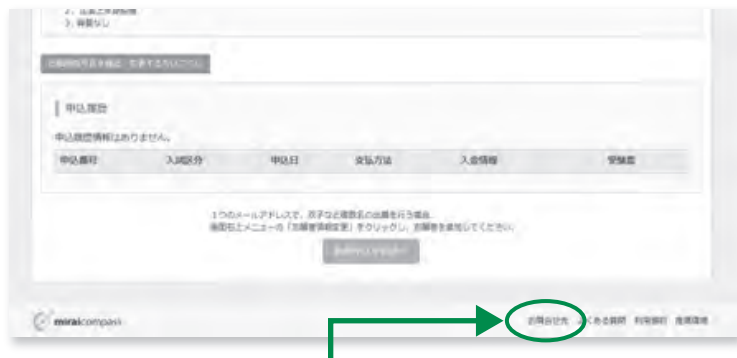 3. 背景なし
申込履歴
申込履歴情報はありません。
申込番号 入試区分 申込日 支払方法 入金情報 受験票
1つのメールアドレスで、双子など複数名の出願を行う場合、
画面右上メニューの「志願者情報変更」をクリックし、志願者を追加してください。
miraicompass
お問合せ先 よくある質問 利用規約 推奨環境